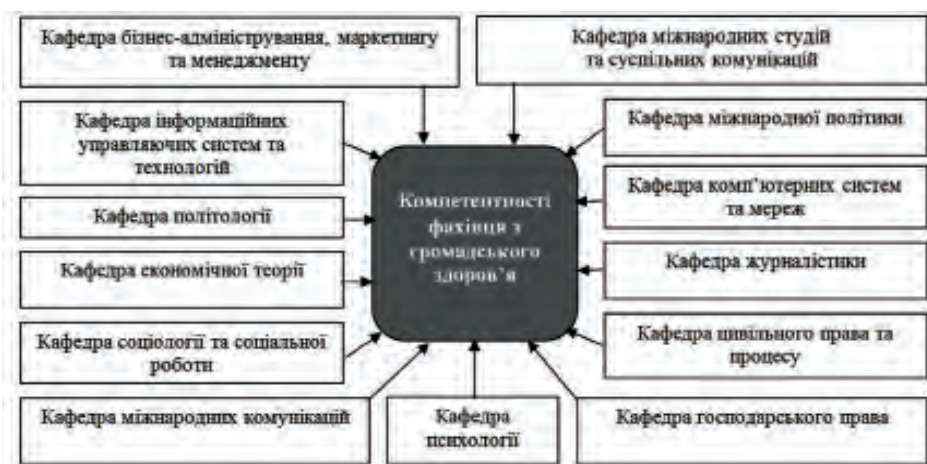 Кафедра бізнес-адміністрування, маркетингу
та менеджменту
Кафедра міжнародних студій
та суспільних комунікацій
Кафедра інформаційних
управляючих систем та
технологій
Кафедра міжнародної політики
Кафедра політології
Кафедра комп’ютерних систем
та мереж
Кафедра економічної теорії
Кафедра журналістики
Кафедра соціології та соціальної
роботи
Кафедра цивільного права та
процесу
Кафедра міжнародних комунікацій
Кафедра
психології
Кафедра господарського права
Компетентності
фахівця з
громадського
здоров’я